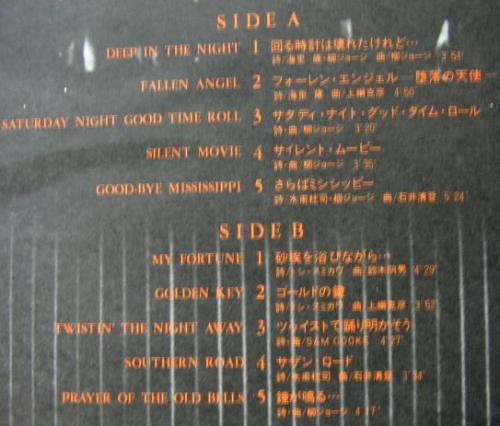 SIDE A
DEEP IN THE NIGHT 1 回る時計は壊れたけれど…
詩/海里 隆・柳ジョージ 曲/柳ジョージ 3'54"
FALLEN ANGEL 2 フォーレン・エンジェル —堕落の天使—
詩/海里 隆 曲/上綱克彦 4'56"
SATURDAY NIGHT GOOD TIME ROLL 3 サタディ・ナイト・グッド・タイム・ロール
詩・曲/柳ジョージ 3'20"
SILENT MOVIE 4 サイレント・ムービー
詩・曲/柳ジョージ 3'35"
GOOD-BYE MISSISSIPPI 5 さらばミシシッピー
詩/水甫杜司・柳ジョージ 曲/石井清登 5'24"
SIDE B
MY FORTUNE 1 砂埃を浴びながら…
詩/トシ・スミカワ 曲 鈴木明男 4'29"
GOLDEN KEY 2 ゴールドの鍵
詩/トシ・スミカワ 曲 上綱克彦 3'52"
TWISTIN' THE NIGHT AWAY 3 ツゥイストで踊り明かそう
詩・曲/SAM COOKE 4'27"
SOUTHERN ROAD 4 サザン・ロード
詩/水甫杜司 曲/石井清登 3'34"
PRAYER OF THE OLD BELLS 5 鐘が鳴る…
詩・曲/柳ジョージ 4'17"